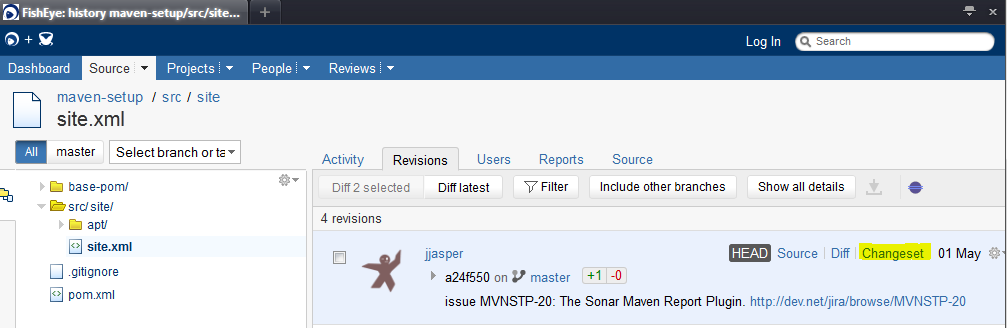 FishEye: history maven-setup/src/site...
Log In Search
Dashboard Source Projects People Reviews
maven-setup / src / site
site.xml
All master Select branch or ta
Activity Revisions Users Reports Source
Diff 2 selected Diff latest Filter Include other branches Show all details
base-pom/
src/site/
apt/
site.xml
.gitignore
pom.xml
4 revisions
jjasper HEAD Source Diff Changeset 01 May
a24f550 on master +1 -0
issue MVNSTP-20: The Sonar Maven Report Plugin. http://dev.net/jira/browse/MVNSTP-20